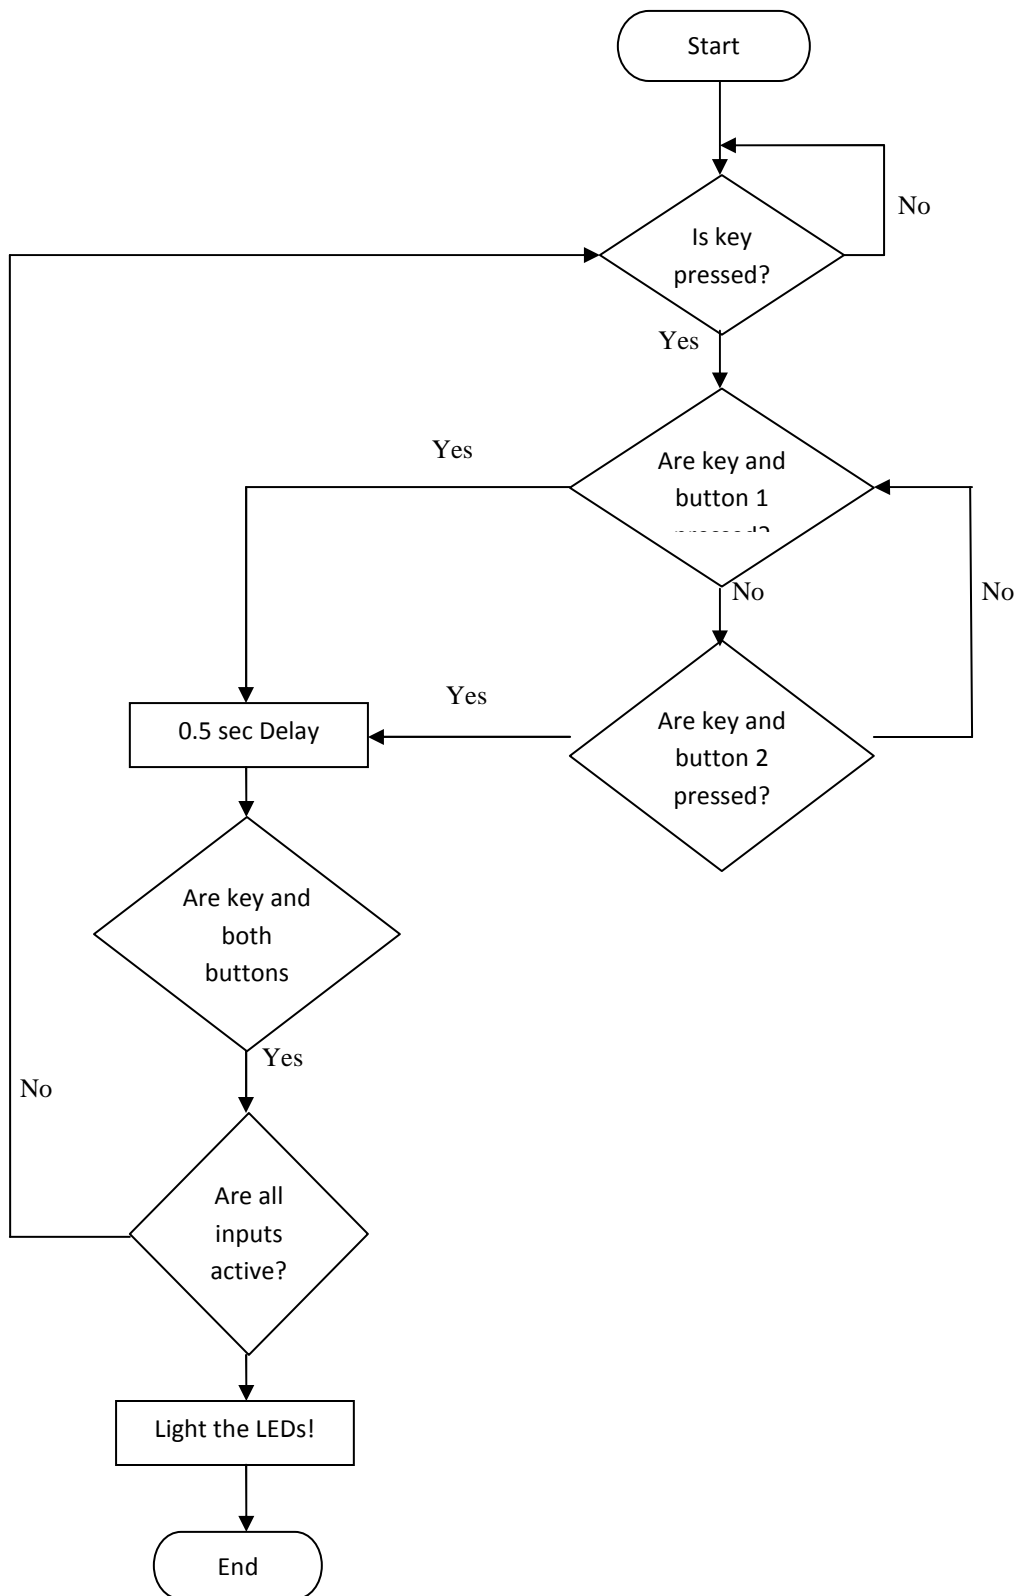 Start
No
Is key
pressed?
Yes
Yes
Are key and
button 1
No
No
Yes
0.5 sec Delay
Are key and
button 2
pressed?
Are key and
both
buttons
Yes
No
Are all
inputs
active?
Light the LEDs!
End